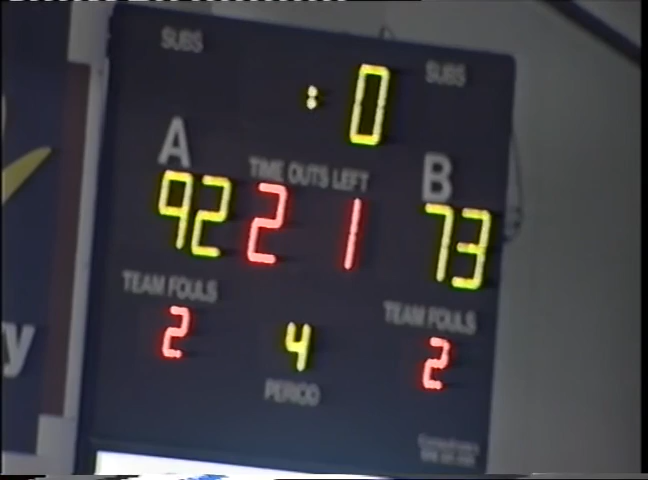 SUBS
SUBS
: 0
A
TIME OUTS LEFT
B
92 2 1 73
TEAM FOULS
TEAM FOULS
2 4 2
PERIOD
y